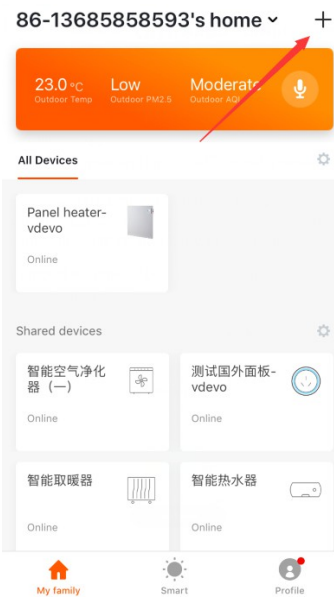 86-13685858593's home
23.0 °C
Outdoor Temp
Low
Outdoor PM2.5
Moderate
Outdoor AQI
All Devices
Panel heater-
vdevo
Online
Shared devices
智能空气净化
器（一）
Online
测试国外面板-
vdevo
Online
智能取暖器
Online
智能热水器
Online
My family
Smart
Profile